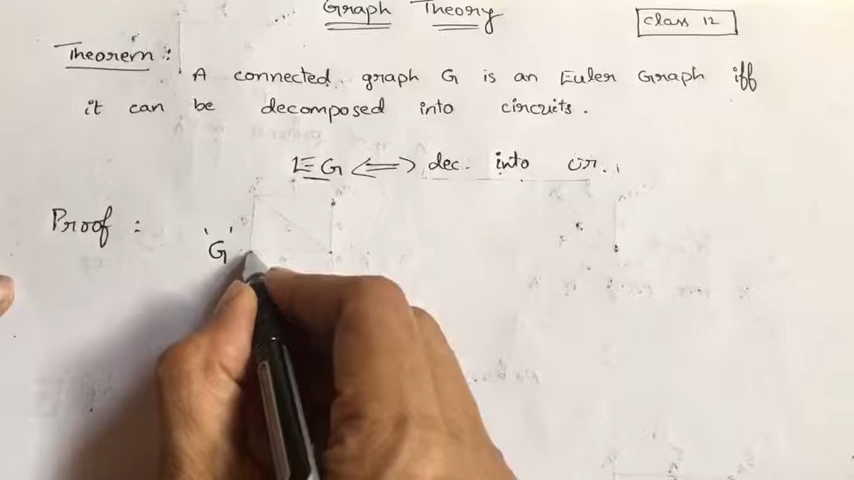 Graph Theory
Class 12
Theorem :
A connected graph G is an Euler Graph iff
it can be decomposed into circuits.
EG ⟺ dec. into cir.
Proof :
'G'